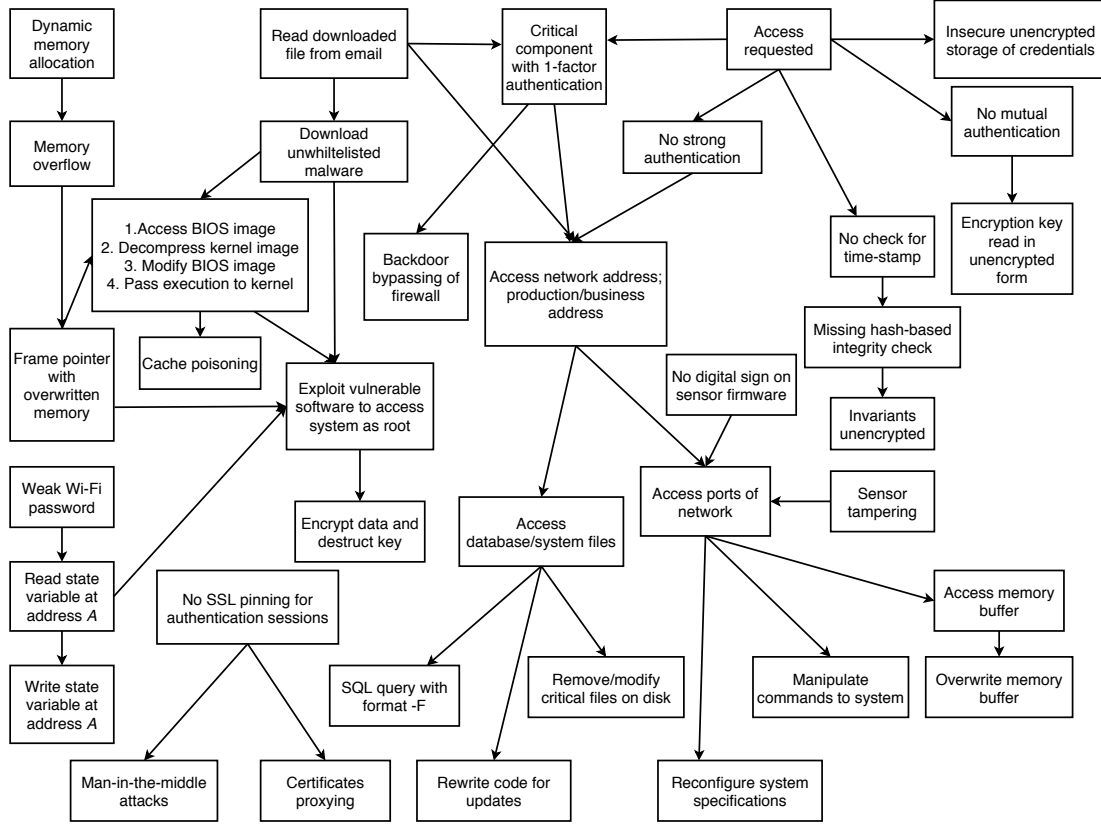 Dynamic
memory
allocation
Read downloaded
file from email
Critical
component
with 1-factor
authentication
Access
requested
Insecure unencrypted
storage of credentials
Memory
overflow
Download
unwhiltelisted
malware
No strong
authentication
No mutual
authentication
1.Access BIOS image
2. Decompress kernel image
3. Modify BIOS image
4. Pass execution to kernel
Backdoor
bypassing of
firewall
Access network address;
production/business
address
No check for
time-stamp
Encryption key
read in
unencrypted
form
Frame pointer
with
overwritten
memory
Cache poisoning
Exploit vulnerable
software to access
system as root
No digital sign on
sensor firmware
Missing hash-based
integrity check
Invariants
unencrypted
Weak Wi-Fi
password
Encrypt data and
destruct key
Access
database/system files
Access ports of
network
Sensor
tampering
Read state
variable at
address A
No SSL pinning for
authentication sessions
Access memory
buffer
Write state
variable at
address A
SQL query with
format -F
Remove/modify
critical files on disk
Manipulate
commands to system
Overwrite memory
buffer
Man-in-the-middle
attacks
Certificates
proxying
Rewrite code for
updates
Reconfigure system
specifications